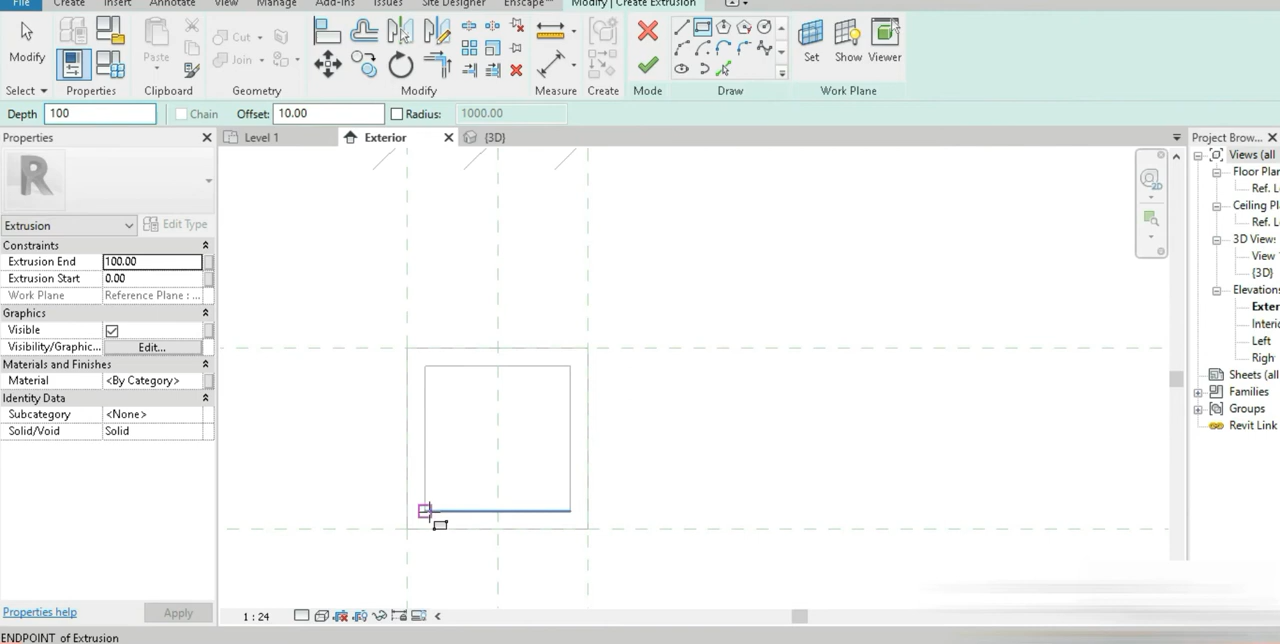 File Create Insert Annotate View Manage Add-Ins Issues Site Designer Enscape™ Modify | Create Extrusion
Modify Paste Cut Join Set Show Viewer
Select Properties Clipboard Geometry Modify Measure Create Mode Draw Work Plane
Depth 100 Chain Offset: 10.00 Radius: 1000.00
Properties Level 1 Exterior {3D} Project Brow...
Views (all
Floor Plan
Ref. L
Ceiling Pl
Ref. L
3D View:
View
{3D}
Elevations
Exter
Interio
Left
Righ
Sheets (all
Families
Groups
Revit Link
2D
R
Extrusion Edit Type
Constraints
Extrusion End 100.00
Extrusion Start 0.00
Work Plane Reference Plane : ...
Graphics
Visible
Visibility/Graphic... Edit...
Materials and Finishes
Material <By Category>
Identity Data
Subcategory <None>
Solid/Void Solid
Properties help Apply 1 : 24
ENDPOINT of Extrusion